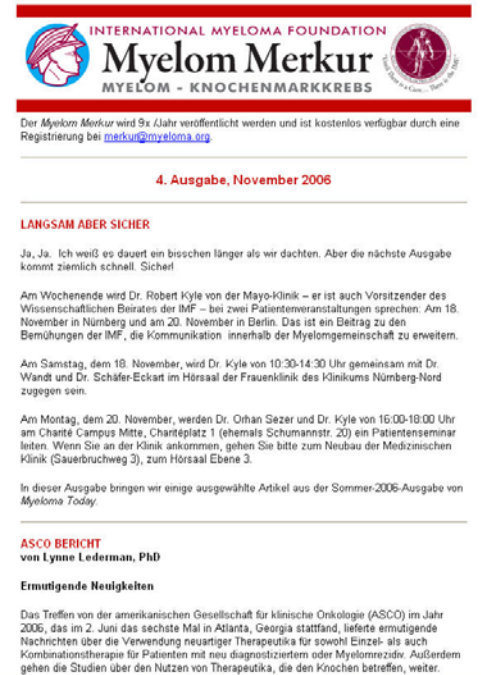 INTERNATIONAL MYELOMA FOUNDATION
Myelom Merkur
MYELOM - KNOCHENMARKKREBS
Der Myelom Merkur wird 9x /Jahr veröffentlicht werden und ist kostenlos verfügbar durch eine
Registrierung bei merkur@myeloma.org.
4. Ausgabe, November 2006
LANGSAM ABER SICHER
Ja, Ja. Ich weiß es dauert ein bisschen länger als wir dachten. Aber die nächste Ausgabe
kommt ziemlich schnell. Sicher!
Am Wochenende wird Dr. Robert Kyle von der Mayo-Klinik – er ist auch Vorsitzender des
Wissenschaftlichen Beirates der IMF – bei zwei Patientenveranstaltungen sprechen: Am 18.
November in Nürnberg und am 20. November in Berlin. Das ist ein Beitrag zu den
Bemühungen der IMF, die Kommunikation innerhalb der Myelomgemeinschaft zu erweitern.
Am Samstag, dem 18. November, wird Dr. Kyle von 10:30-14:30 Uhr gemeinsam mit Dr.
Wandt und Dr. Schäfer-Eckart im Hörsaal der Frauenklinik des Klinikums Nürnberg-Nord
zugegen sein.
Am Montag, dem 20. November, werden Dr. Orhan Sezer und Dr. Kyle von 16:00-18:00 Uhr
am Charité Campus Mitte, Charitéplatz 1 (ehemals Schumannstr. 20) ein Patientenseminar
leiten. Wenn Sie an der Klinik ankommen, gehen Sie bitte zum Neubau der Medizinischen
Klinik (Sauerbruchweg 3), zum Hörsaal Ebene 3.
In dieser Ausgabe bringen wir einige ausgewählte Artikel aus der Sommer-2006-Ausgabe von
Myeloma Today.
ASCO BERICHT
von Lynne Lederman, PhD
Ermutigende Neuigkeiten
Das Treffen von der amerikanischen Gesellschaft für klinische Onkologie (ASCO) im Jahr
2006, das im 2. Juni das sechste Mal in Atlanta, Georgia stattfand, lieferte ermutigende
Nachrichten über die Verwendung neuartiger Therapeutika für sowohl Einzel- als auch
Kombinationstherapie für Patienten mit neu diagnostiziertem oder Myelomrezidiv. Außerdem
gehen die Studien über den Nutzen von Therapeutika, die den Knochen betreffen, weiter.